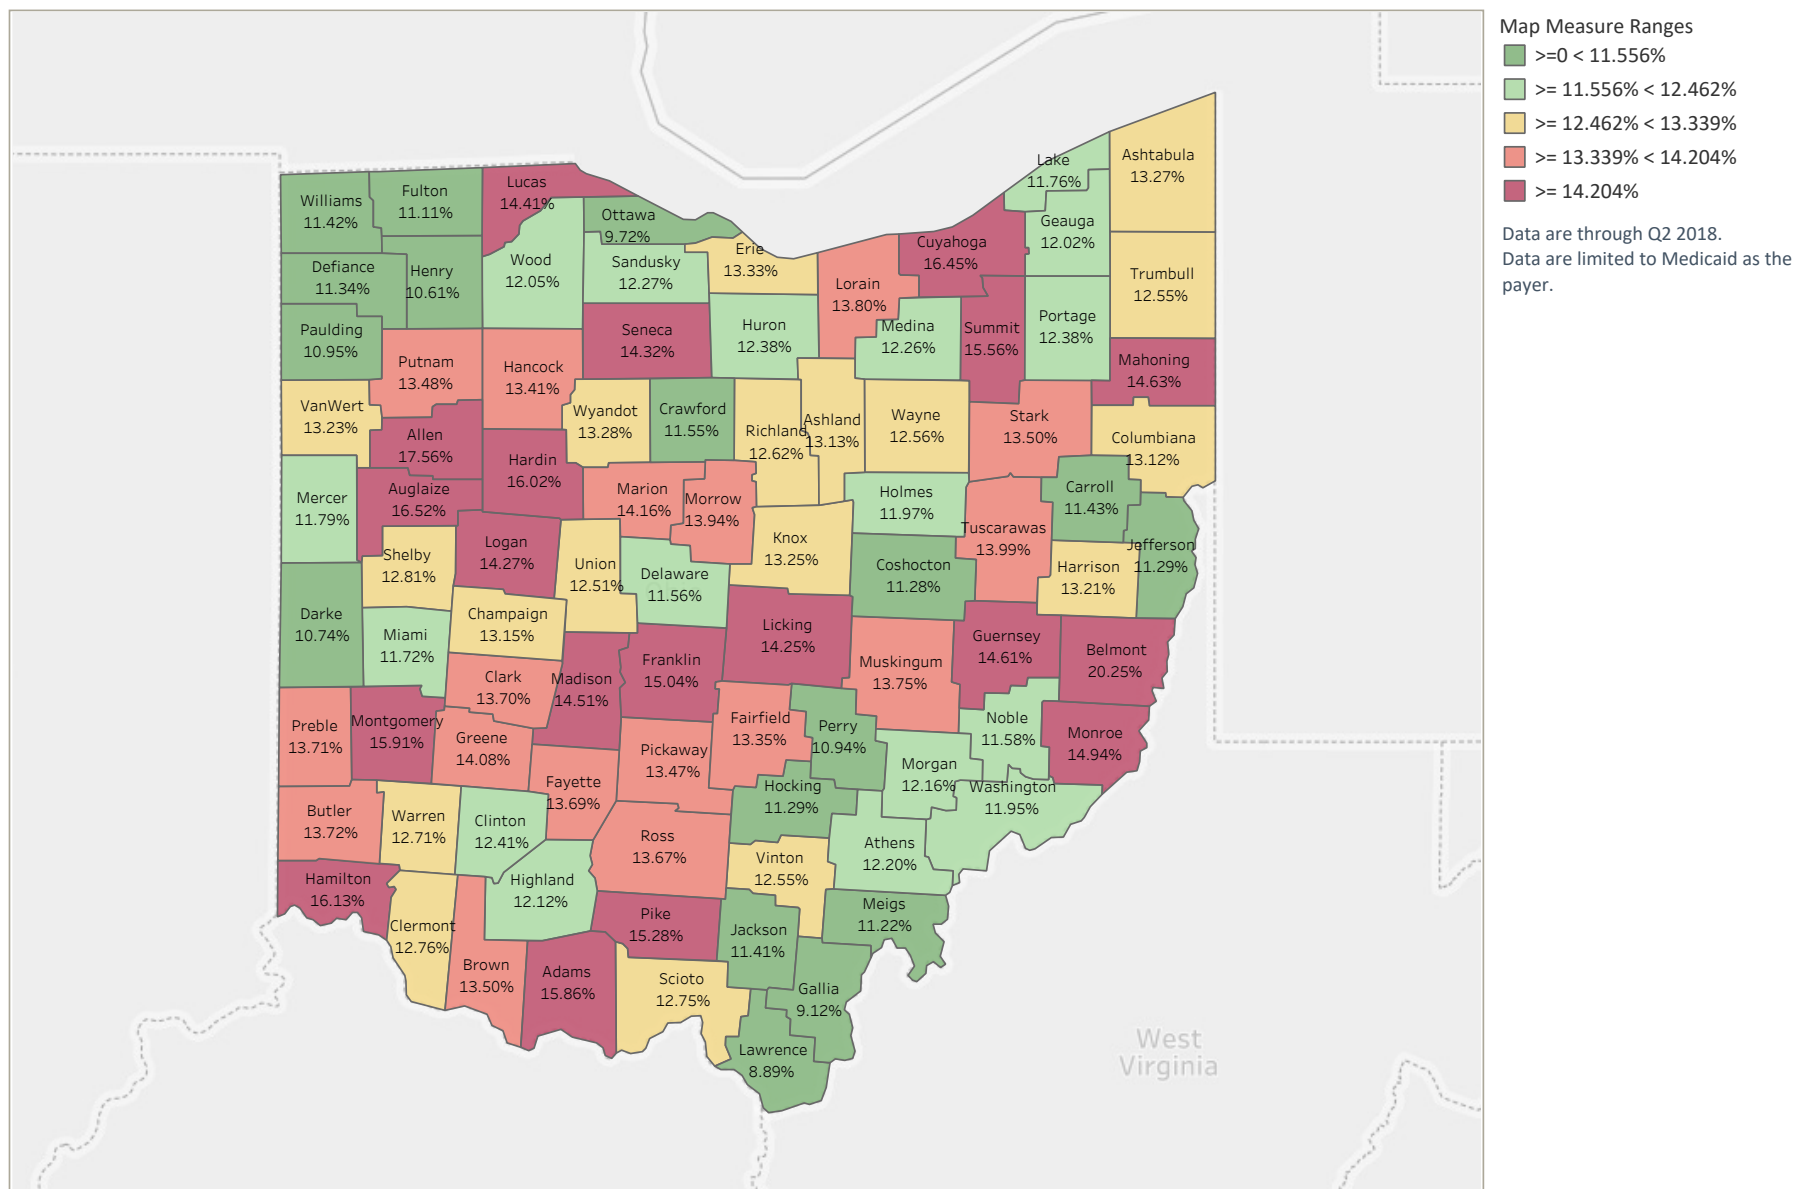 Map Measure Ranges
>=0 < 11.556%
>= 11.556% < 12.462%
>= 12.462% < 13.339%
>= 13.339% < 14.204%
>= 14.204%
Data are through Q2 2018.
Data are limited to Medicaid as the
payer.
Williams
11.42%
Fulton
11.11%
Lucas
14.41%
Ottawa
9.72%
Lake
11.76%
Ashtabula
13.27%
Geauga
12.02%
Cuyahoga
16.45%
Erie
13.33%
Wood
12.05%
Sandusky
12.27%
Defiance
11.34%
Henry
10.61%
Lorain
13.80%
Trumbull
12.55%
Paulding
10.95%
Seneca
14.32%
Huron
12.38%
Medina
12.26%
Summit
15.56%
Portage
12.38%
Putnam
13.48%
Hancock
13.41%
Mahoning
14.63%
VanWert
13.23%
Wyandot
13.28%
Crawford
11.55%
Richland
12.62%
Ashland
13.13%
Wayne
12.56%
Stark
13.50%
Columbiana
13.12%
Allen
17.56%
Hardin
16.02%
Mercer
11.79%
Auglaize
16.52%
Marion
14.16%
Morrow
13.94%
Holmes
11.97%
Carroll
11.43%
Tuscarawas
13.99%
Jefferson
11.29%
Shelby
12.81%
Logan
14.27%
Union
12.51%
Delaware
11.56%
Knox
13.25%
Coshocton
11.28%
Harrison
13.21%
Darke
10.74%
Miami
11.72%
Champaign
13.15%
Licking
14.25%
Guernsey
14.61%
Belmont
20.25%
Clark
13.70%
Madison
14.51%
Franklin
15.04%
Muskingum
13.75%
Preble
13.71%
Montgomery
15.91%
Greene
14.08%
Fairfield
13.35%
Perry
10.94%
Noble
11.58%
Monroe
14.94%
Fayette
13.69%
Pickaway
13.47%
Hocking
11.29%
Morgan
12.16%
Washington
11.95%
Butler
13.72%
Warren
12.71%
Clinton
12.41%
Ross
13.67%
Athens
12.20%
Vinton
12.55%
Hamilton
16.13%
Highland
12.12%
Clermont
12.76%
Pike
15.28%
Jackson
11.41%
Meigs
11.22%
Brown
13.50%
Adams
15.86%
Scioto
12.75%
Gallia
9.12%
Lawrence
8.89%
West
Virginia